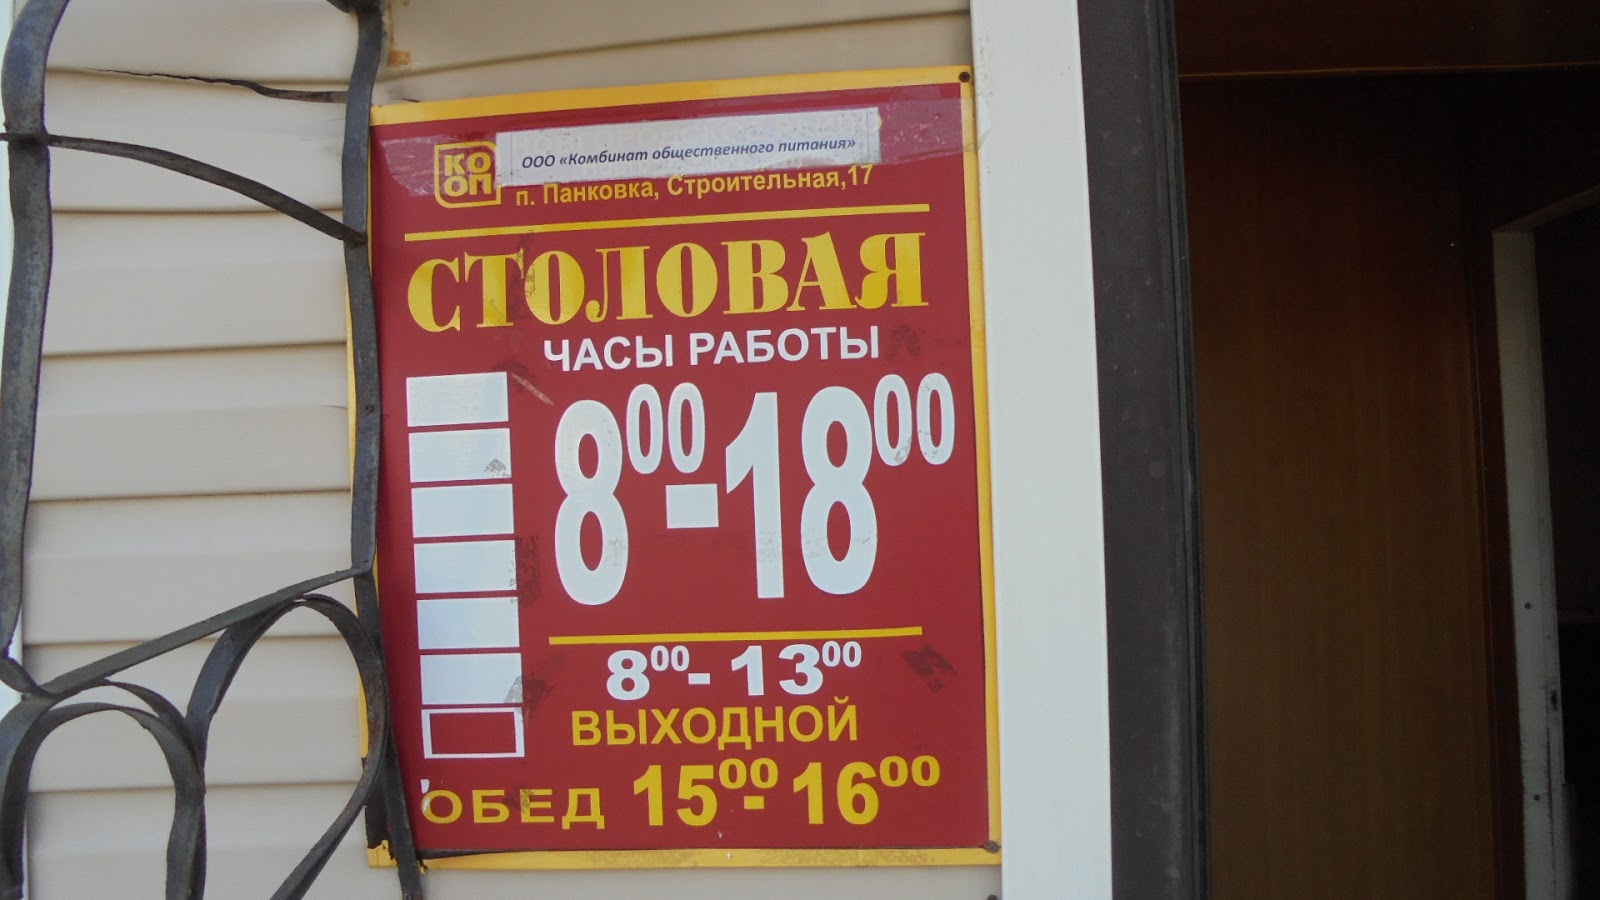 КО
ОП
ООО «Комбинат общественного питания»
п. Панковка, Строительная,17
СТОЛОВАЯ
ЧАСЫ РАБОТЫ
8⁰⁰-18⁰⁰
8⁰⁰-13⁰⁰
ВЫХОДНОЙ
ОБЕД 15⁰⁰-16⁰⁰